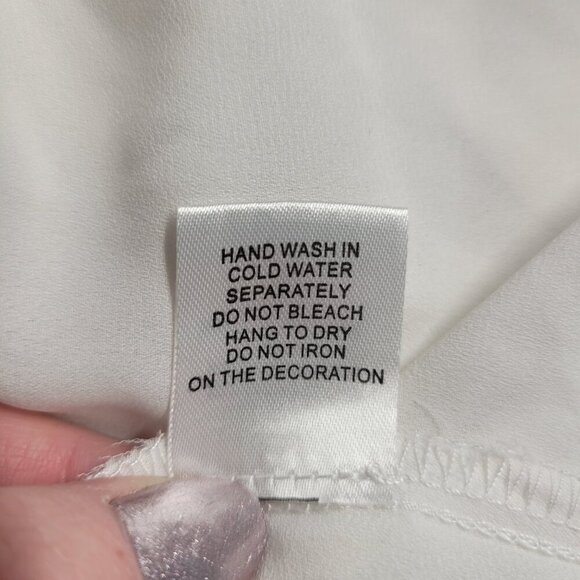 HAND WASH IN
COLD WATER
SEPARATELY
DO NOT BLEACH
HANG TO DRY
DO NOT IRON
ON THE DECORATION